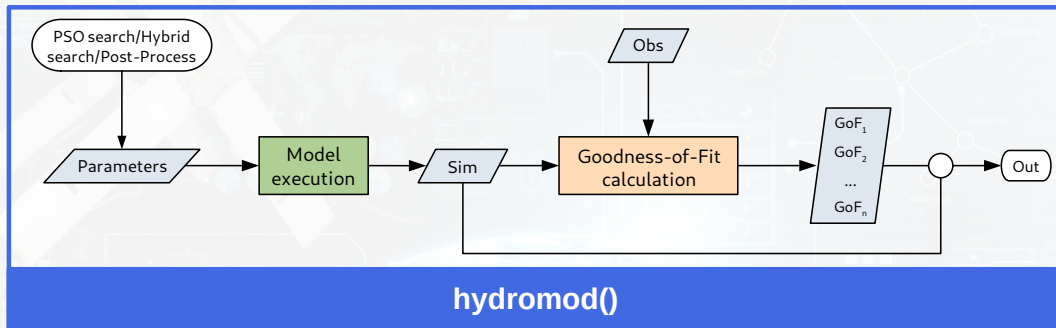 PSO search/Hybrid
search/Post-Process
Obs
Parameters
Model
execution
Sim
Goodness-of-Fit
calculation
GoF₁
GoF₂
...
GoFₙ
Out
hydromod()